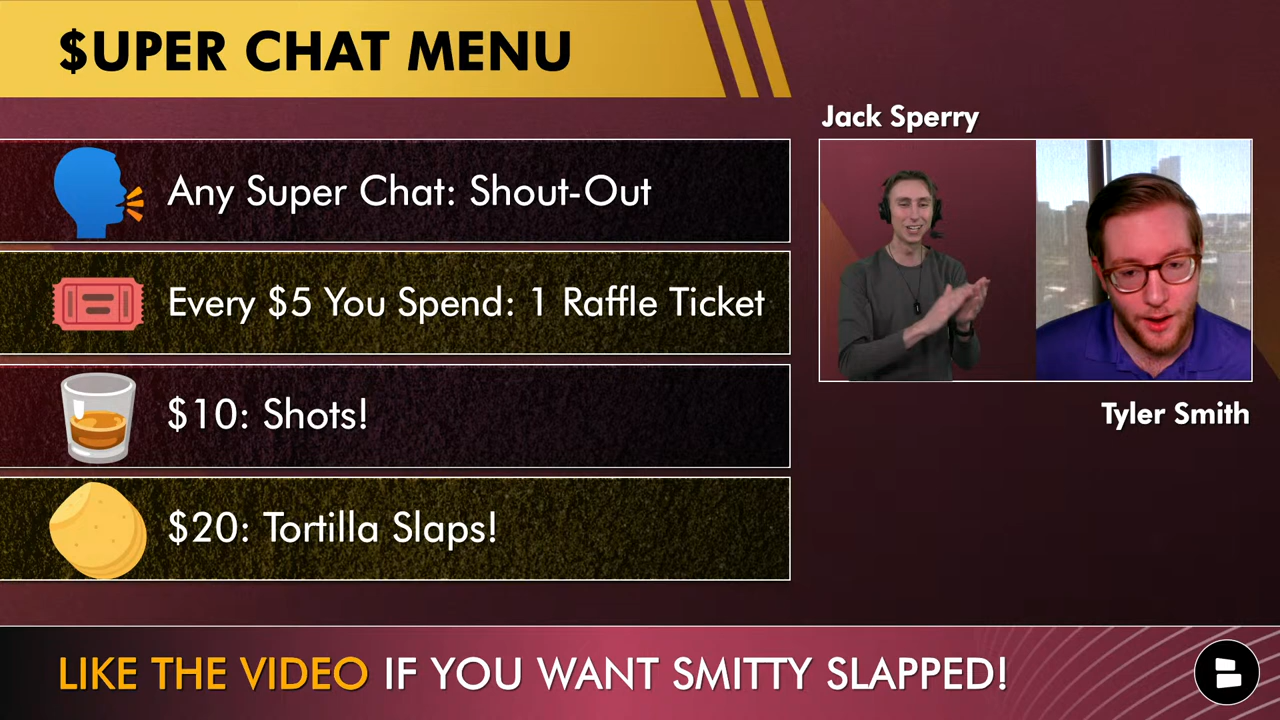 $UPER CHAT MENU
Jack Sperry
Any Super Chat: Shout-Out
Every $5 You Spend: 1 Raffle Ticket
$10: Shots!
$20: Tortilla Slaps!
Tyler Smith
LIKE THE VIDEO IF YOU WANT SMITTY SLAPPED!